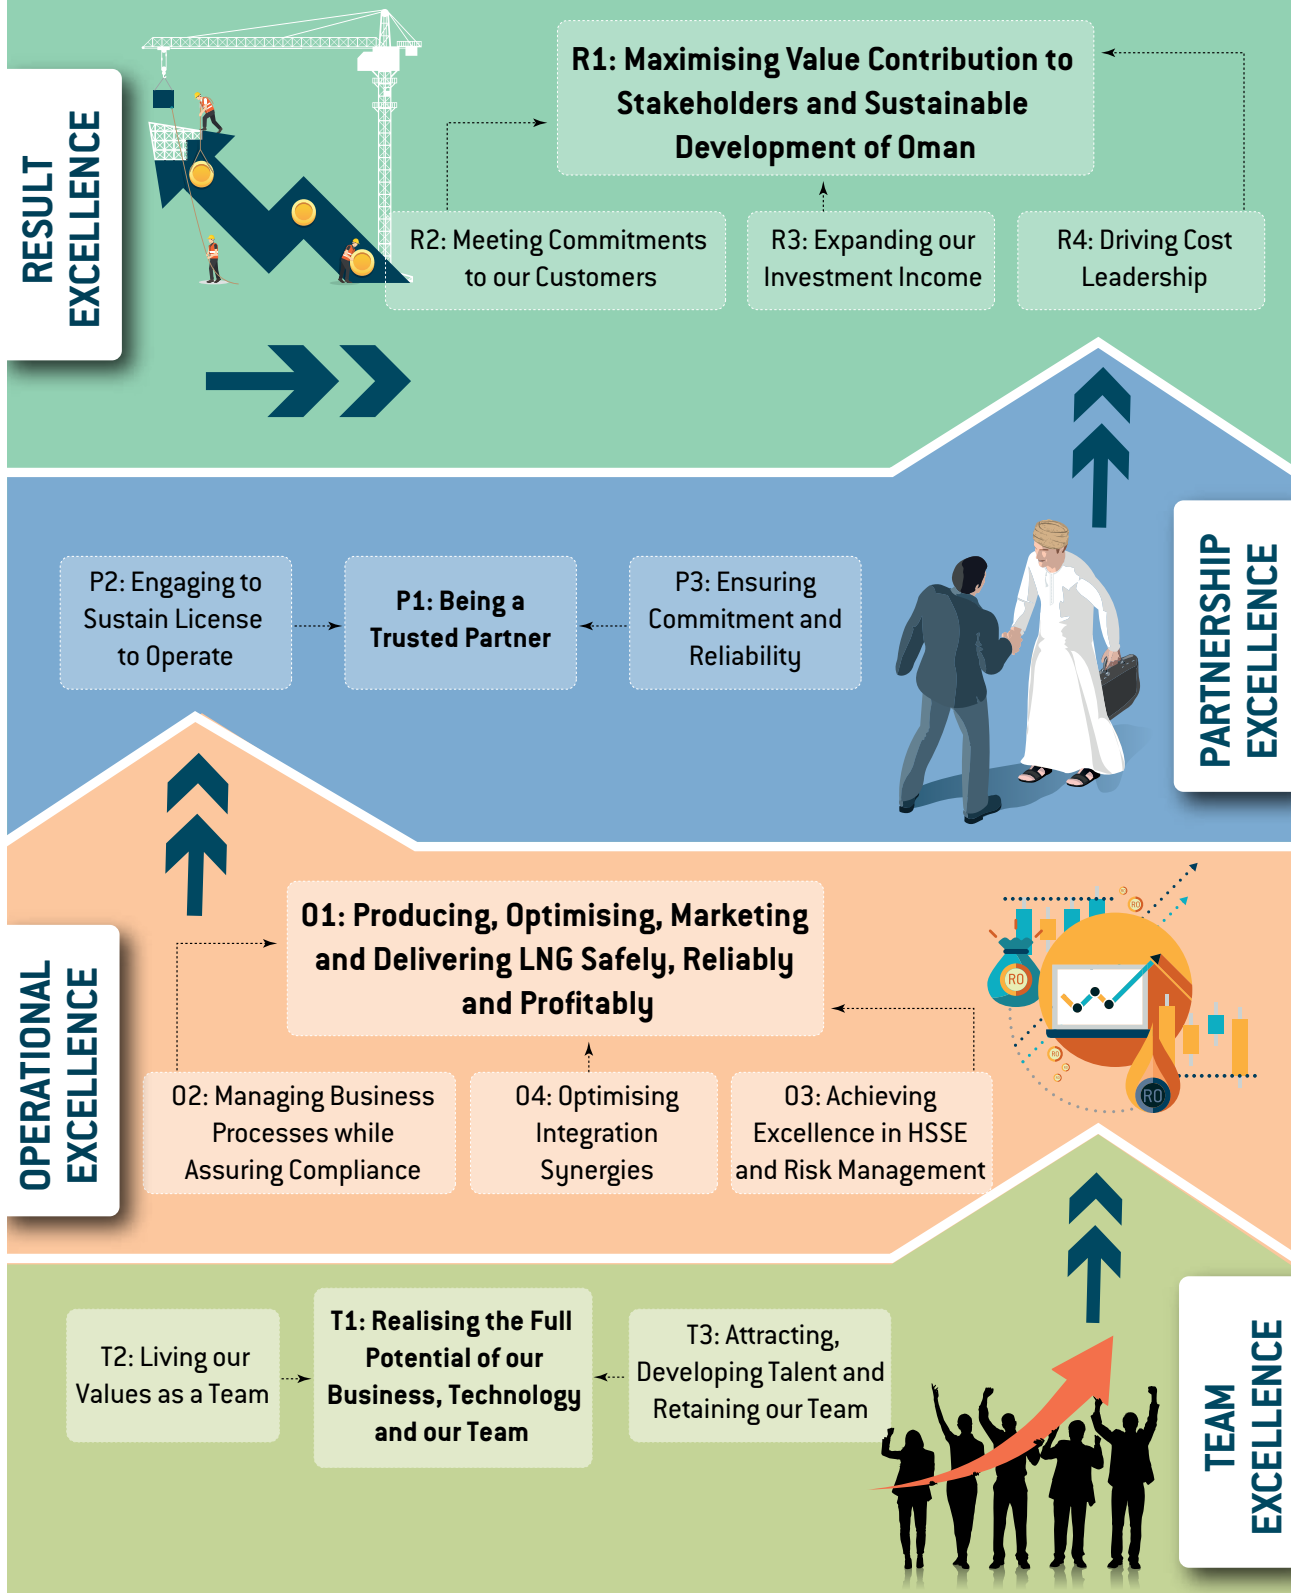 RESULT
EXCELLENCE
R1: Maximising Value Contribution to
Stakeholders and Sustainable
Development of Oman
R2: Meeting Commitments
to our Customers
R3: Expanding our
Investment Income
R4: Driving Cost
Leadership
PARTNERSHIP
EXCELLENCE
P2: Engaging to
Sustain License
to Operate
P1: Being a
Trusted Partner
P3: Ensuring
Commitment and
Reliability
OPERATIONAL
EXCELLENCE
O1: Producing, Optimising, Marketing
and Delivering LNG Safely, Reliably
and Profitably
O2: Managing Business
Processes while
Assuring Compliance
O4: Optimising
Integration
Synergies
O3: Achieving
Excellence in HSSE
and Risk Management
RO
RO
RO
RO
TEAM
EXCELLENCE
T2: Living our
Values as a Team
T1: Realising the Full
Potential of our
Business, Technology
and our Team
T3: Attracting,
Developing Talent and
Retaining our Team